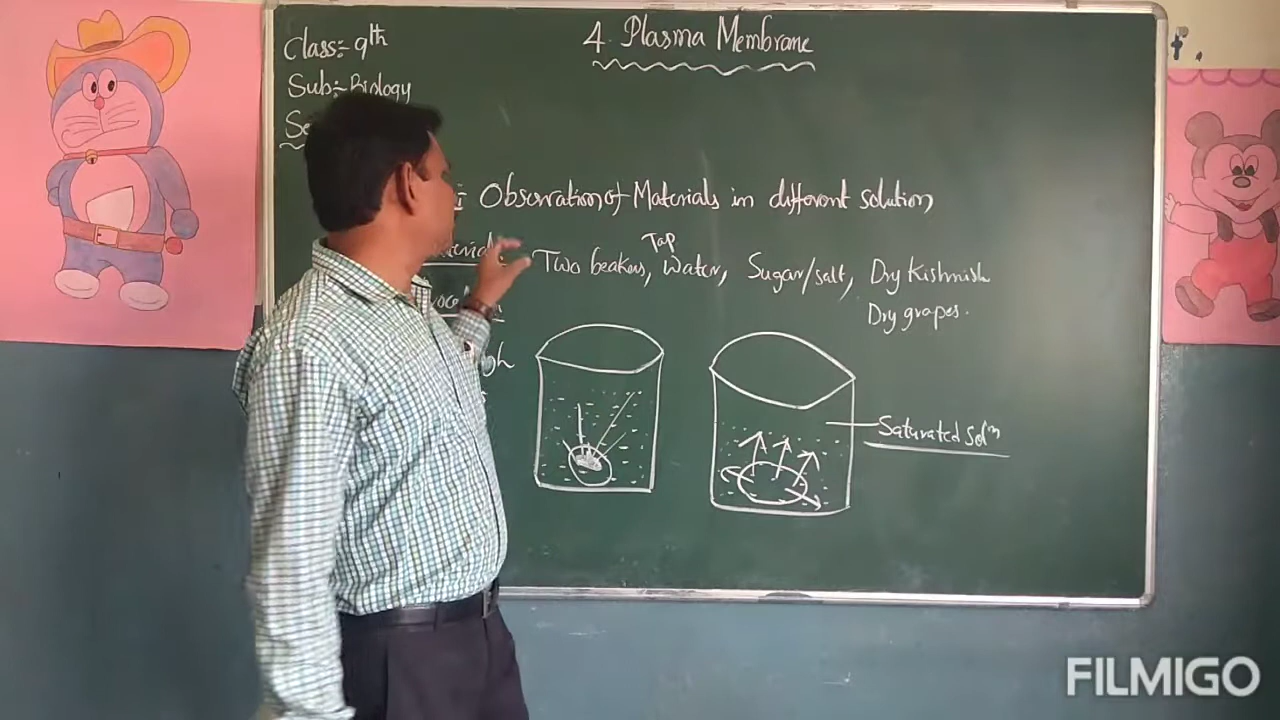 Class:- 9th
4. Plasma Membrane
Sub:- Biology
Observation of Materials in different solution
Tap
Two beakers, Water, Sugar/salt, Dry Kishmish
Dry grapes.
Saturated Solⁿ
FILMIGO